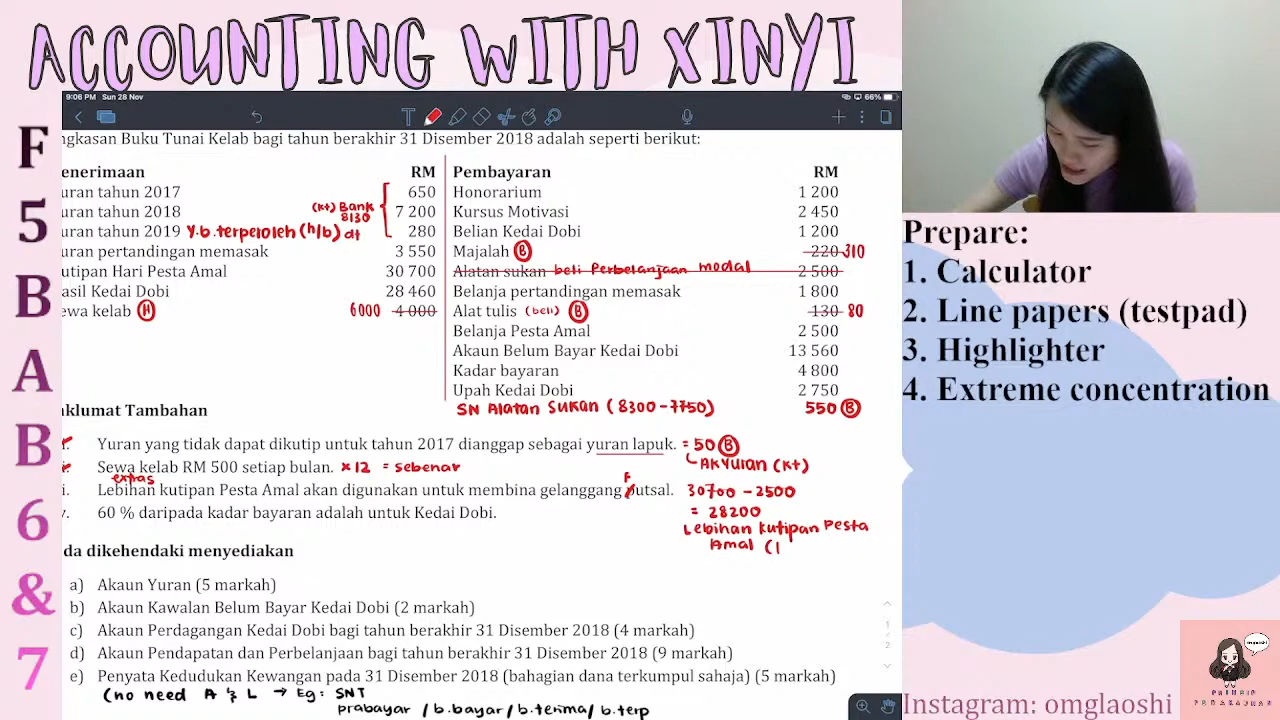 ACCOUNTING WITH XINYI
F
5
B
A
B
6
&
7
9:06 PM Sun 28 Nov
66%
ngkasan Buku Tunai Kelab bagi tahun berakhir 31 Disember 2018 adalah seperti berikut:
enerimaan RM Pembayaran RM
uran tahun 2017 650 Honorarium 1 200
uran tahun 2018 (kt) Bank 8130 7 200 Kursus Motivasi 2 450
uran tahun 2019 Y.b.terperoleh (h/b) dt 280 Belian Kedai Dobi 1 200
uran pertandingan memasak 3 550 Majalah B 220 310
utipan Hari Pesta Amal 30 700 Alatan sukan beli Perbelanjaan modal 2 500
asil Kedai Dobi 28 460 Belanja pertandingan memasak 1 800
ewa kelab H 6000 4 000 Alat tulis (beli) B 130 80
Belanja Pesta Amal 2 500
Akaun Belum Bayar Kedai Dobi 13 560
Kadar bayaran 4 800
Upah Kedai Dobi 2 750
SN Alatan Sukan (8300-7750) 550 B
aklumat Tambahan
Yuran yang tidak dapat dikutip untuk tahun 2017 dianggap sebagai yuran lapuk. = 50 B
AkYuran (kt)
Sewa kelab RM 500 setiap bulan. x12 = sebenar
extras
i. Lebihan kutipan Pesta Amal akan digunakan untuk membina gelanggang futsal. 30700 - 2500
= 28200
v. 60 % daripada kadar bayaran adalah untuk Kedai Dobi.
Lebihan kutipan Pesta
Amal (
da dikehendaki menyediakan
a) Akaun Yuran (5 markah)
b) Akaun Kawalan Belum Bayar Kedai Dobi (2 markah)
c) Akaun Perdagangan Kedai Dobi bagi tahun berakhir 31 Disember 2018 (4 markah)
d) Akaun Pendapatan dan Perbelanjaan bagi tahun berakhir 31 Disember 2018 (9 markah)
e) Penyata Kedudukan Kewangan pada 31 Disember 2018 (bahagian dana terkumpul sahaja) (5 markah)
(no need A & L → Eg: SNT
prabayar / b.bayar / b.terima / b.terp
1
2
Prepare:
1. Calculator
2. Line papers (testpad)
3. Highlighter
4. Extreme concentration
Instagram: omglaoshi